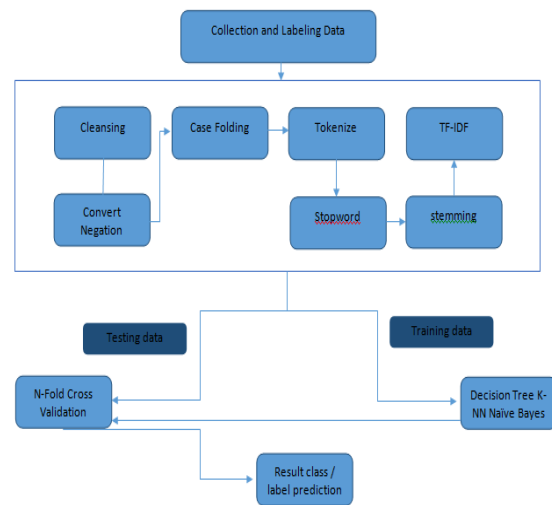 Collection and Labeling Data
Cleansing
Case Folding
Tokenize
TF-IDF
Convert
Negation
Stopword
stemming
Testing data
Training data
N-Fold Cross
Validation
Decision Tree K-
NN Naïve Bayes
Result class /
label prediction